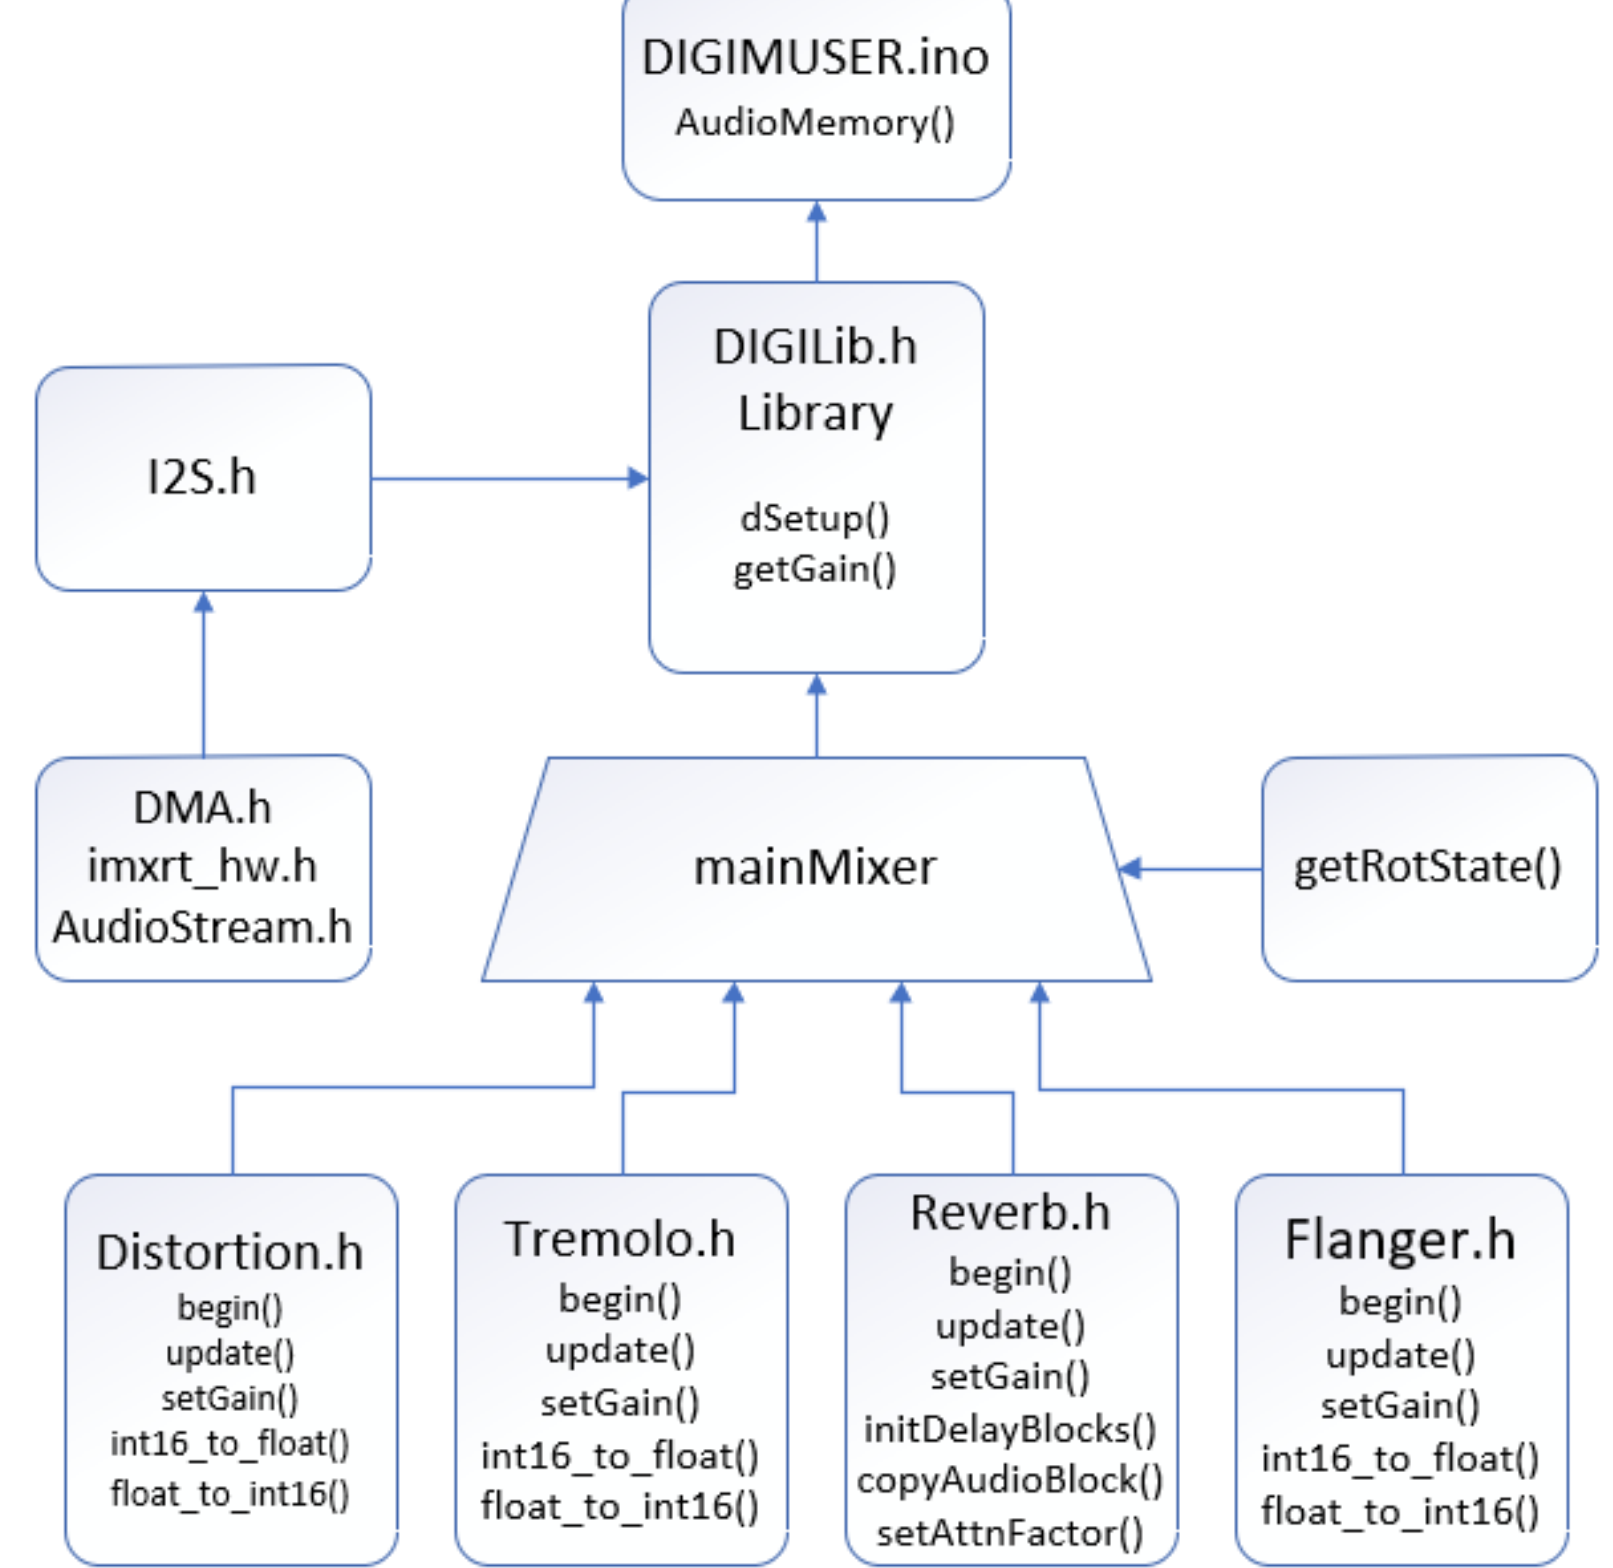 DIGIMUSER.ino
AudioMemory()
DIGILib.h
Library
dSetup()
getGain()
I2S.h
DMA.h
imxrt_hw.h
AudioStream.h
mainMixer
getRotState()
Distortion.h
begin()
update()
setGain()
int16_to_float()
float_to_int16()
Tremolo.h
begin()
update()
setGain()
int16_to_float()
float_to_int16()
Reverb.h
begin()
update()
setGain()
initDelayBlocks()
copyAudioBlock()
setAttnFactor()
Flanger.h
begin()
update()
setGain()
int16_to_float()
float_to_int16()